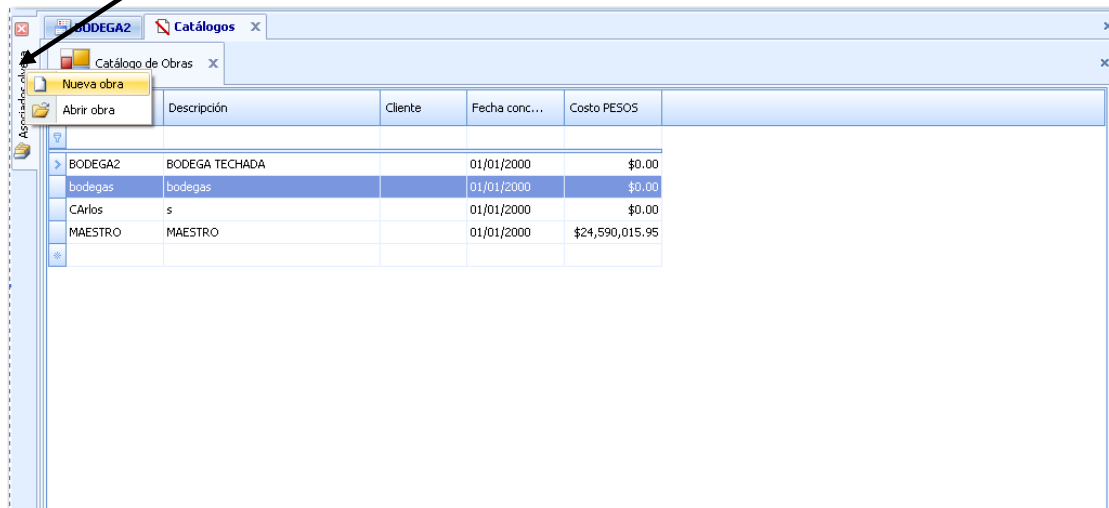 BODEGA2 Catálogos X
Catálogo de Obras X
Nueva obra
Abrir obra
Descripción Cliente Fecha conc... Costo PESOS
BODEGA2 BODEGA TECHADA 01/01/2000 $0.00
bodegas bodegas 01/01/2000 $0.00
CArlos s 01/01/2000 $0.00
MAESTRO MAESTRO 01/01/2000 $24,590,015.95
Asociados